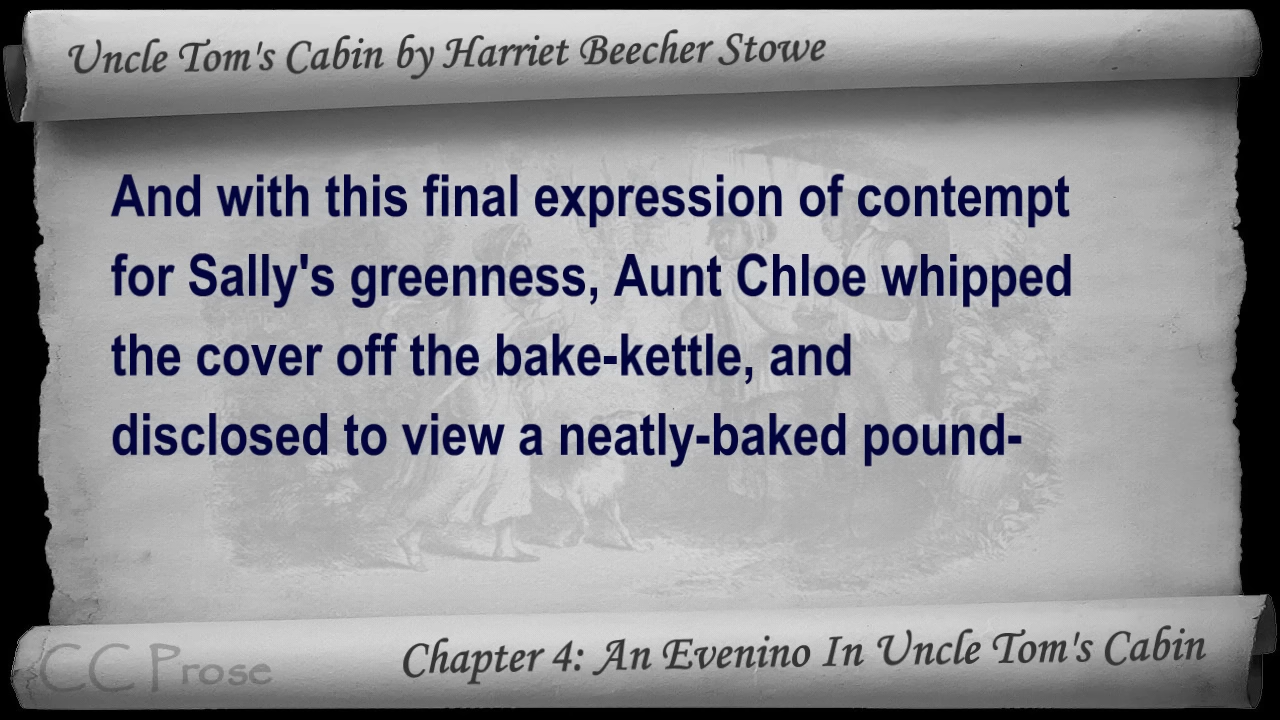 Uncle Tom's Cabin by Harriet Beecher Stowe
And with this final expression of contempt
for Sally's greenness, Aunt Chloe whipped
the cover off the bake-kettle, and
disclosed to view a neatly-baked pound-
CC Prose
Chapter 4: An Evenino In Uncle Tom's Cabin